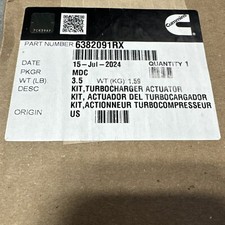 Cummins
PART NUMBER 6382091RX
DATE 15-Jul-2024 QUANTITY 1
PKGR MDC
WT (LB) 3.5 WT (KG) 1.59
DESC KIT,TURBOCHARGER ACTUATOR
KIT, ACTUADOR DEL TURBOCARGADOR
KIT,ACTIONNEUR TURBOCOMPRESSEUR
ORIGIN US